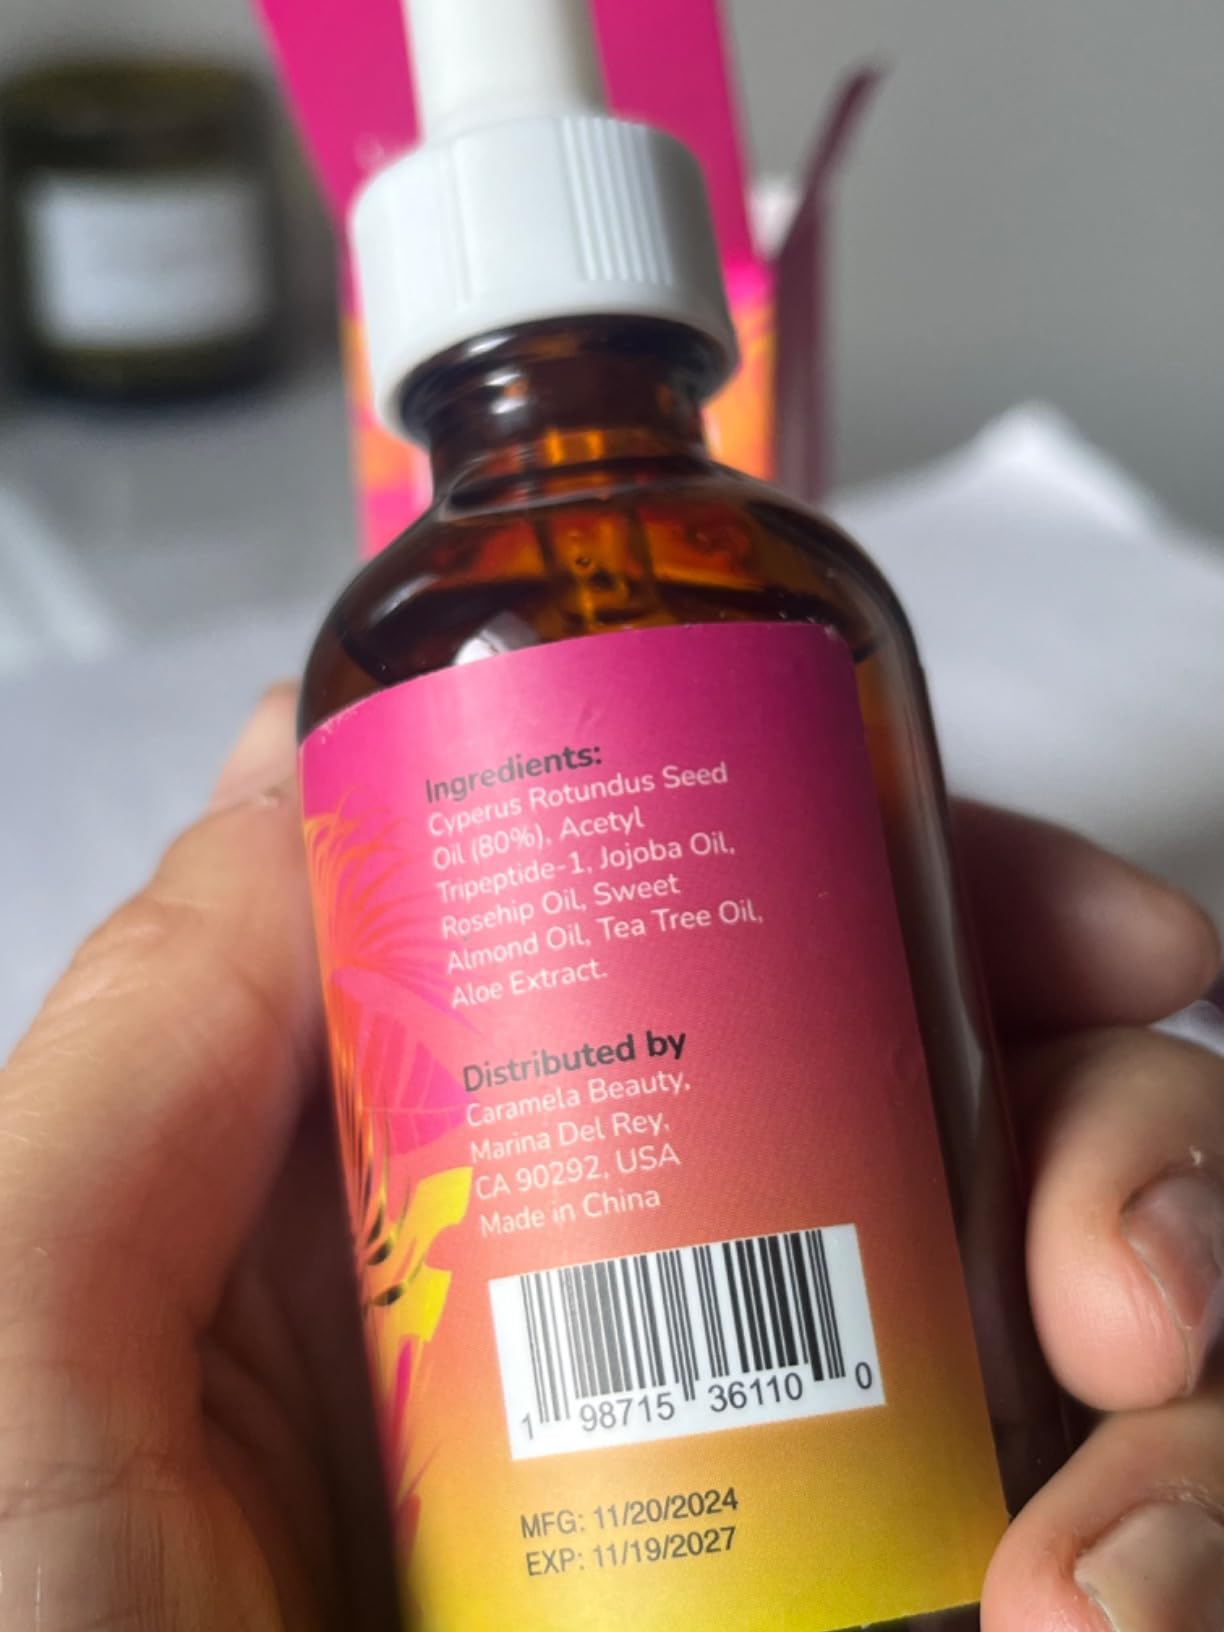 Ingredients:
Cyperus Rotundus Seed
Oil (80%), Acetyl
Tripeptide-1, Jojoba Oil,
Rosehip Oil, Sweet
Almond Oil, Tea Tree Oil,
Aloe Extract.
Distributed by
Caramela Beauty,
Marina Del Rey,
CA 90292, USA
Made in China
1 98715 36110 0
MFG: 11/20/2024
EXP: 11/19/2027